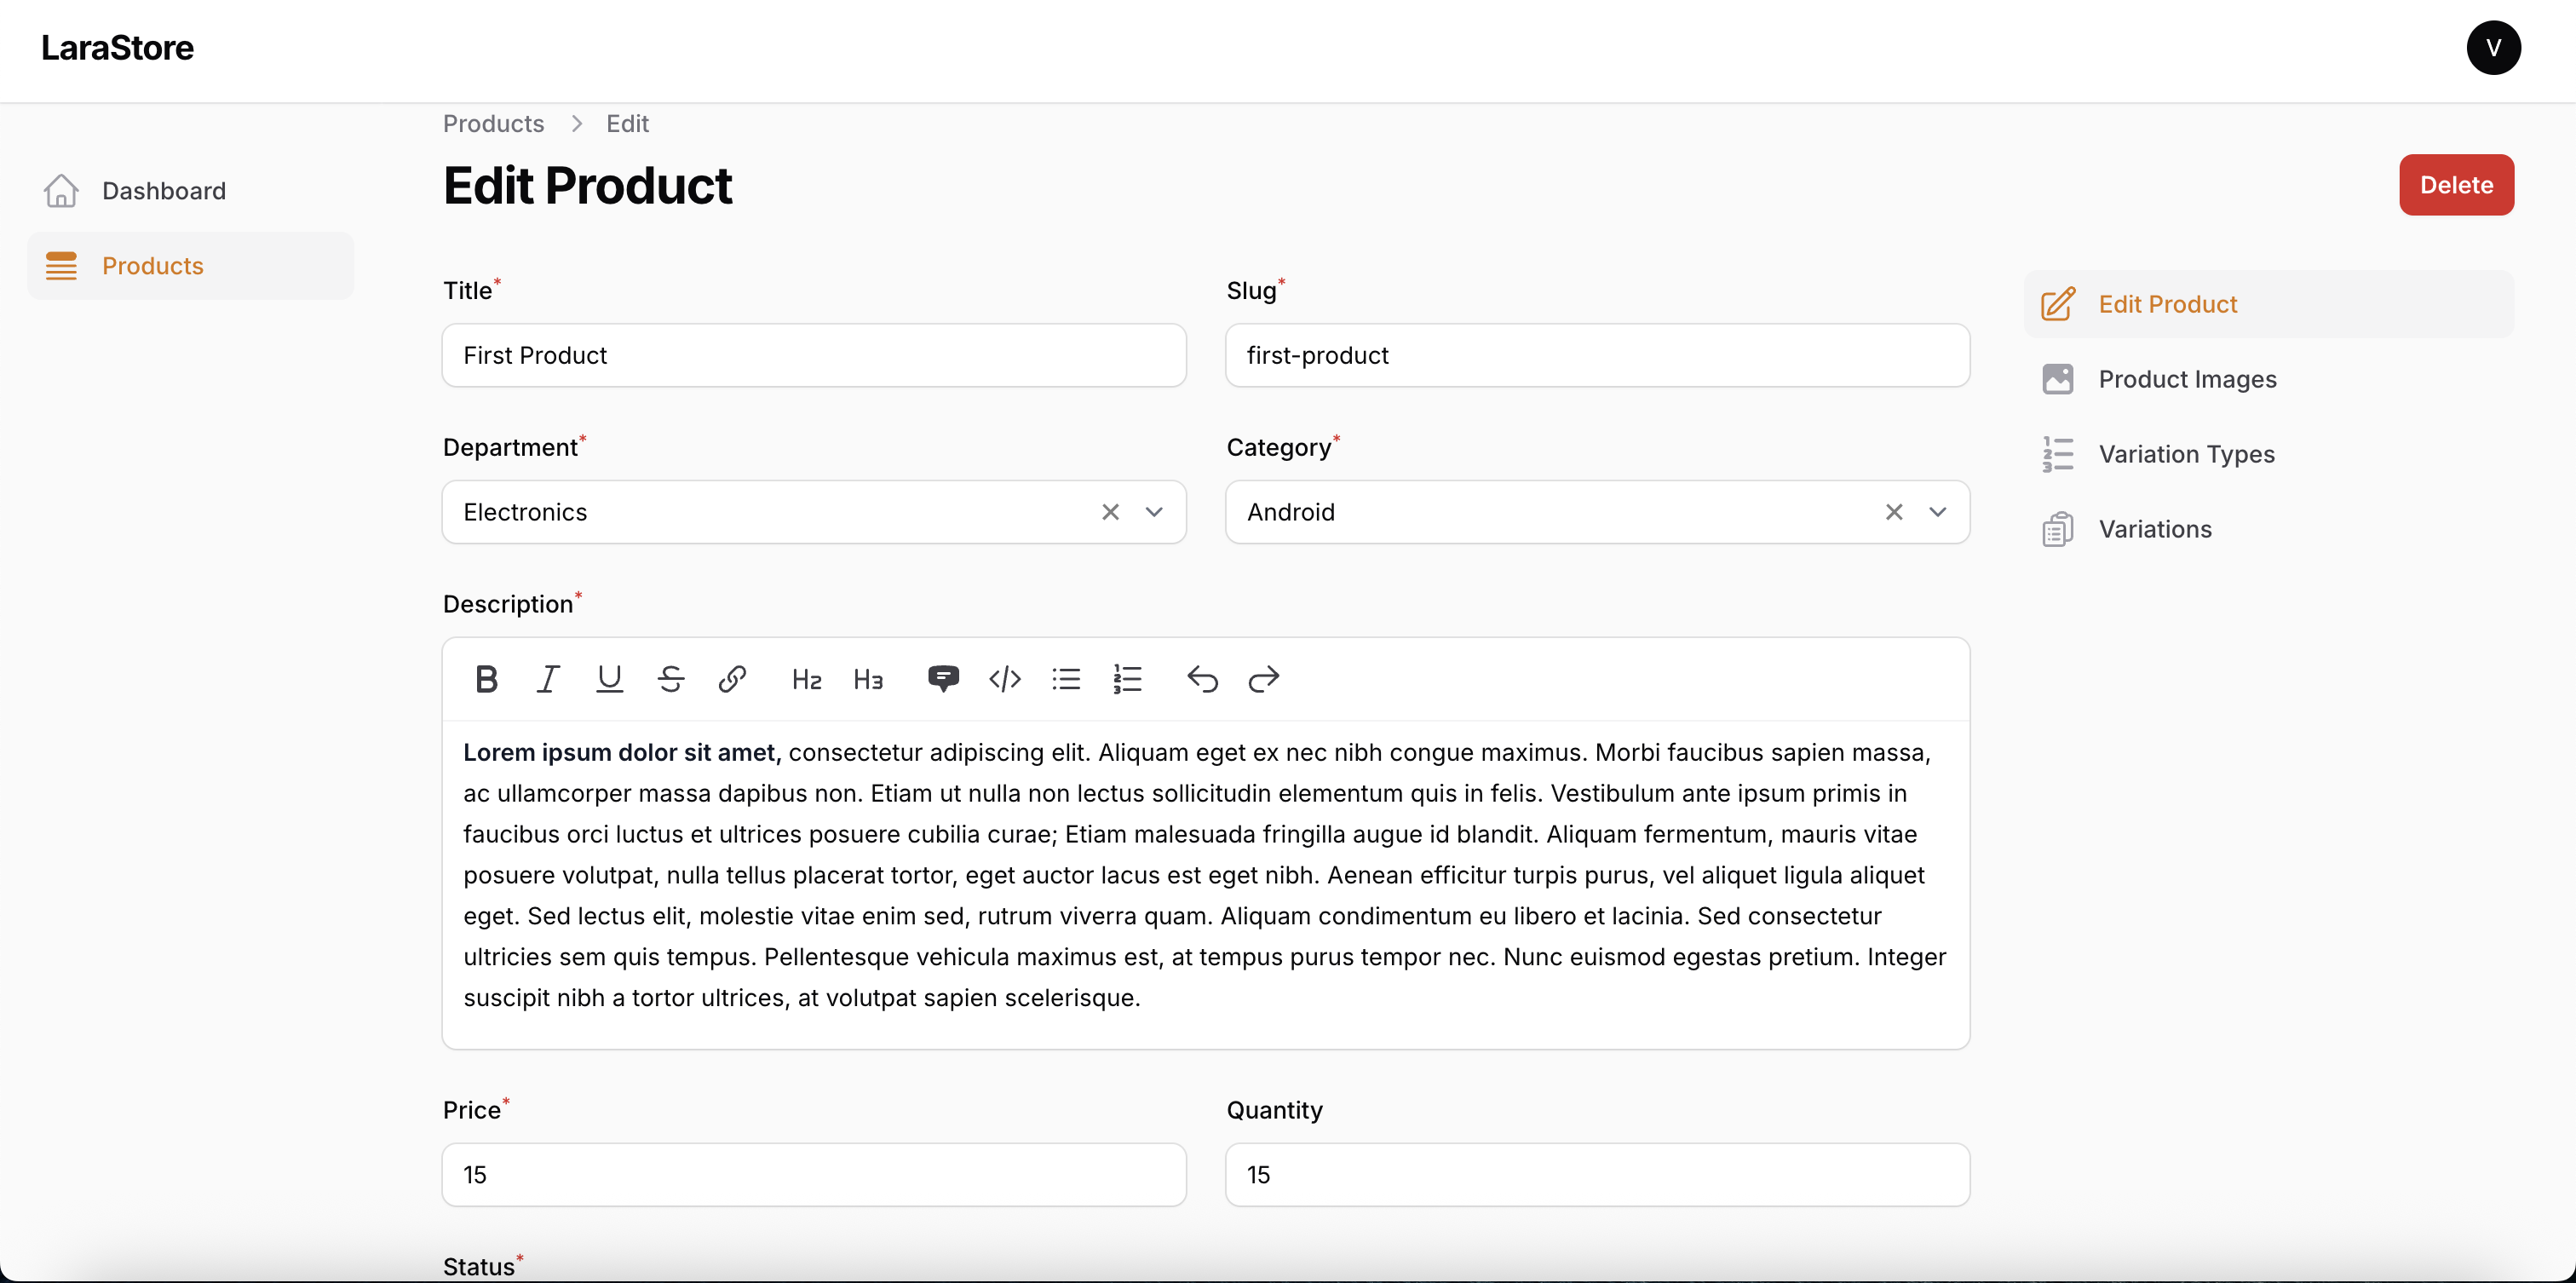 LaraStore
V
Dashboard
Products
Products > Edit
Edit Product
Delete
Title*
First Product
Slug*
first-product
Department*
Electronics
Category*
Android
Description*
B I U S H2 H3
Lorem ipsum dolor sit amet, consectetur adipiscing elit. Aliquam eget ex nec nibh congue maximus. Morbi faucibus sapien massa,
ac ullamcorper massa dapibus non. Etiam ut nulla non lectus sollicitudin elementum quis in felis. Vestibulum ante ipsum primis in
faucibus orci luctus et ultrices posuere cubilia curae; Etiam malesuada fringilla augue id blandit. Aliquam fermentum, mauris vitae
posuere volutpat, nulla tellus placerat tortor, eget auctor lacus est eget nibh. Aenean efficitur turpis purus, vel aliquet ligula aliquet
eget. Sed lectus elit, molestie vitae enim sed, rutrum viverra quam. Aliquam condimentum eu libero et lacinia. Sed consectetur
ultricies sem quis tempus. Pellentesque vehicula maximus est, at tempus purus tempor nec. Nunc euismod egestas pretium. Integer
suscipit nibh a tortor ultrices, at volutpat sapien scelerisque.
Price*
15
Quantity
15
Status*
Edit Product
Product Images
Variation Types
Variations